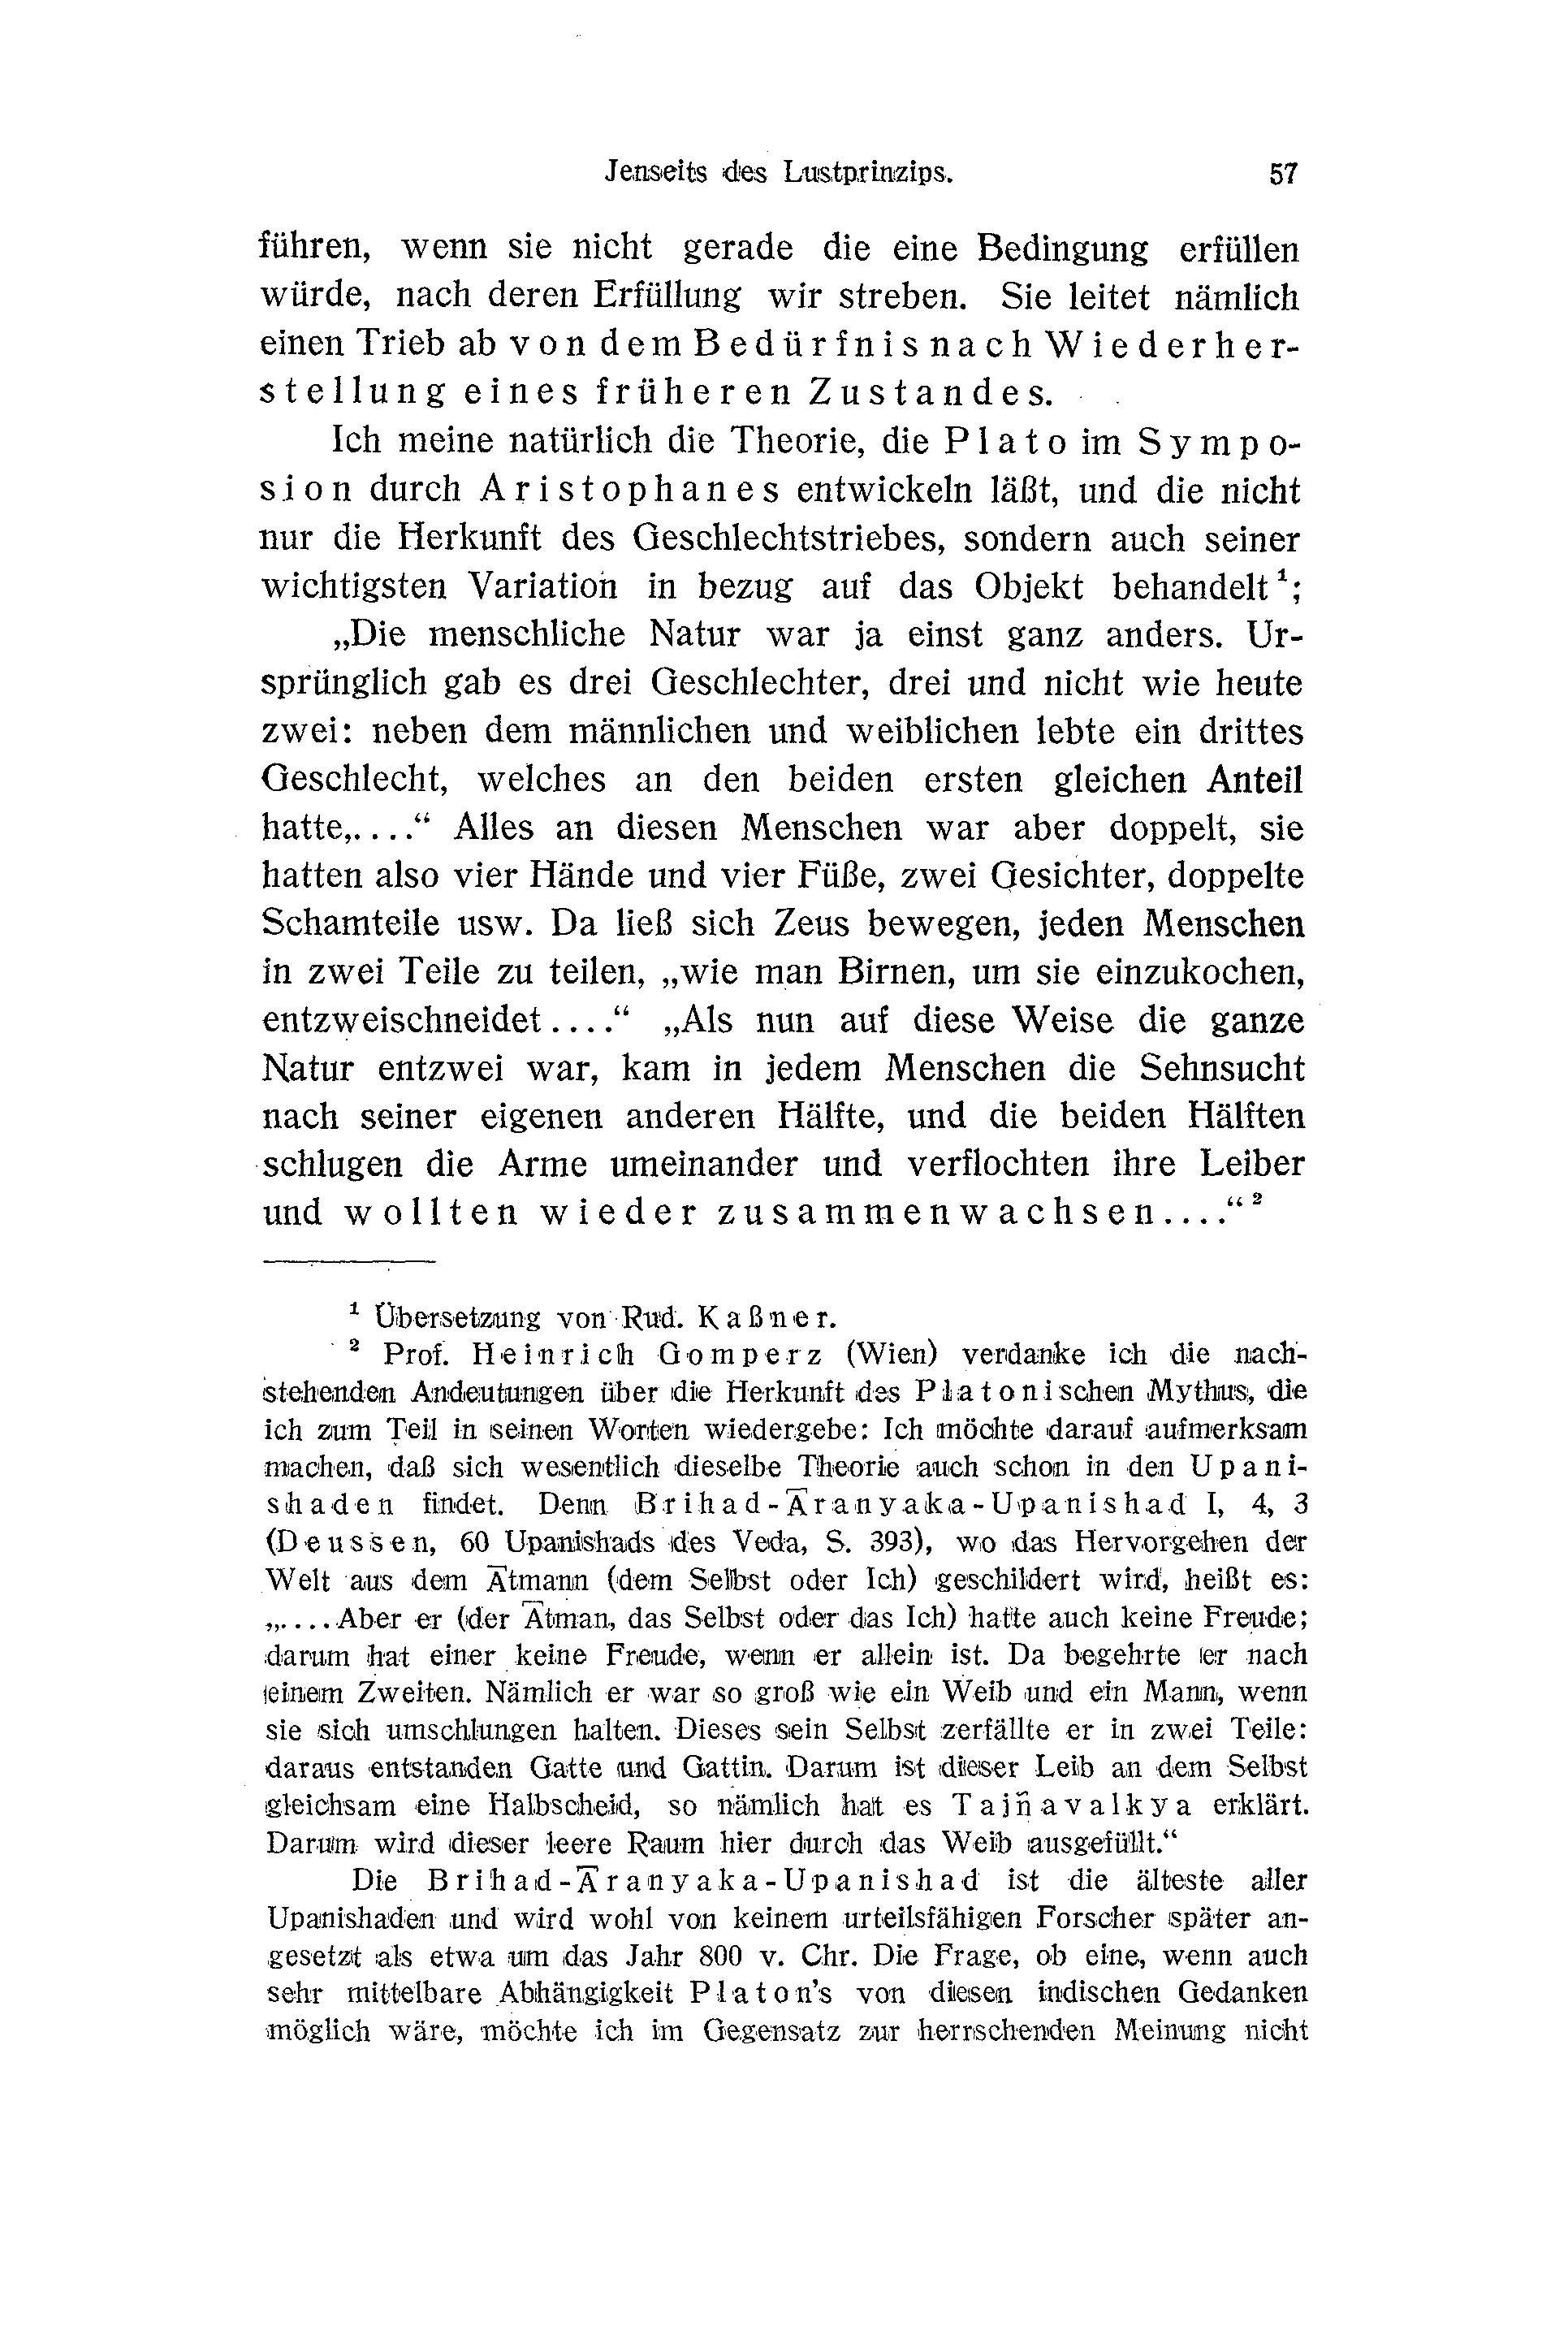 Jenseits des Lustprinzips. 57
führen, wenn sie nicht gerade die eine Bedingung erfüllen
würde, nach deren Erfüllung wir streben. Sie leitet nämlich
einen Trieb ab von dem Bedürfnis nach Wiederher-
stellung eines früheren Zustandes.
Ich meine natürlich die Theorie, die Plato im Sympo-
sion durch Aristophanes entwickeln läßt, und die nicht
nur die Herkunft des Geschlechtstriebes, sondern auch seiner
wichtigsten Variation in bezug auf das Objekt behandelt¹;
„Die menschliche Natur war ja einst ganz anders. Ur-
sprünglich gab es drei Geschlechter, drei und nicht wie heute
zwei: neben dem männlichen und weiblichen lebte ein drittes
Geschlecht, welches an den beiden ersten gleichen Anteil
hatte,....“ Alles an diesen Menschen war aber doppelt, sie
hatten also vier Hände und vier Füße, zwei Gesichter, doppelte
Schamteile usw. Da ließ sich Zeus bewegen, jeden Menschen
in zwei Teile zu teilen, „wie man Birnen, um sie einzukochen,
entzweischneidet....“ „Als nun auf diese Weise die ganze
Natur entzwei war, kam in jedem Menschen die Sehnsucht
nach seiner eigenen anderen Hälfte, und die beiden Hälften
schlugen die Arme umeinander und verflochten ihre Leiber
und wollten wieder zusammenwachsen....“²
¹ Übersetzung von Rud. Kaßner.
² Prof. Heinrich Gomperz (Wien) verdanke ich die nach-
stehenden Andeutungen über die Herkunft des Platonischen Mythus, die
ich zum Teil in seinen Worten wiedergebe: Ich möchte darauf aufmerksam
machen, daß sich wesentlich dieselbe Theorie auch schon in den Upani-
shaden findet. Denn Brihad-Āranyaka-Upanishad I, 4, 3
(Deussen, 60 Upanishads des Veda, S. 393), wo das Hervorgehen der
Welt aus dem Ātmann (dem Selbst oder Ich) geschildert wird, heißt es:
„....Aber er (der Ātman, das Selbst oder das Ich) hatte auch keine Freude;
darum hat einer keine Freude, wenn er allein ist. Da begehrte er nach
einem Zweiten. Nämlich er war so groß wie ein Weib und ein Mann, wenn
sie sich umschlungen halten. Dieses sein Selbst zerfällte er in zwei Teile:
daraus entstanden Gatte und Gattin. Darum ist dieser Leib an dem Selbst
gleichsam eine Halbscheid, so nämlich hat es Tajñavalkya erklärt.
Darum wird dieser leere Raum hier durch das Weib ausgefüllt.“
Die Brihad-Āranyaka-Upanishad ist die älteste aller
Upanishaden und wird wohl von keinem urteilsfähigen Forscher später an-
gesetzt als etwa um das Jahr 800 v. Chr. Die Frage, ob eine, wenn auch
sehr mittelbare Abhängigkeit Platon's von diesen indischen Gedanken
möglich wäre, möchte ich im Gegensatz zur herrschenden Meinung nicht